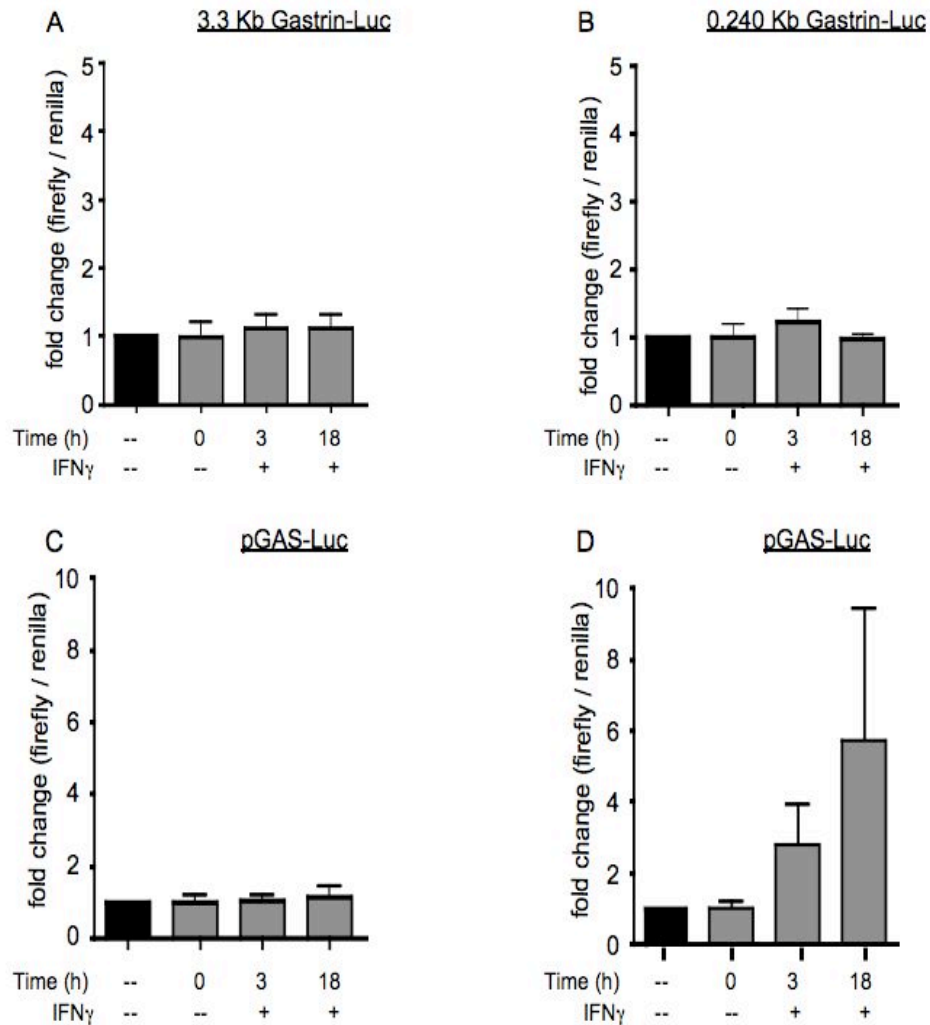 A
3.3 Kb Gastrin-Luc
fold change (firefly / renilla)
5
4
3
2
1
0
Time (h) -- 0 3 18
IFNγ -- -- + +
B
0.240 Kb Gastrin-Luc
fold change (firefly / renilla)
5
4
3
2
1
0
Time (h) -- 0 3 18
IFNγ -- -- + +
C
pGAS-Luc
fold change (firefly / renilla)
10
8
6
4
2
0
Time (h) -- 0 3 18
IFNγ -- -- + +
D
pGAS-Luc
fold change (firefly / renilla)
10
8
6
4
2
0
Time (h) -- 0 3 18
IFNγ -- -- + +